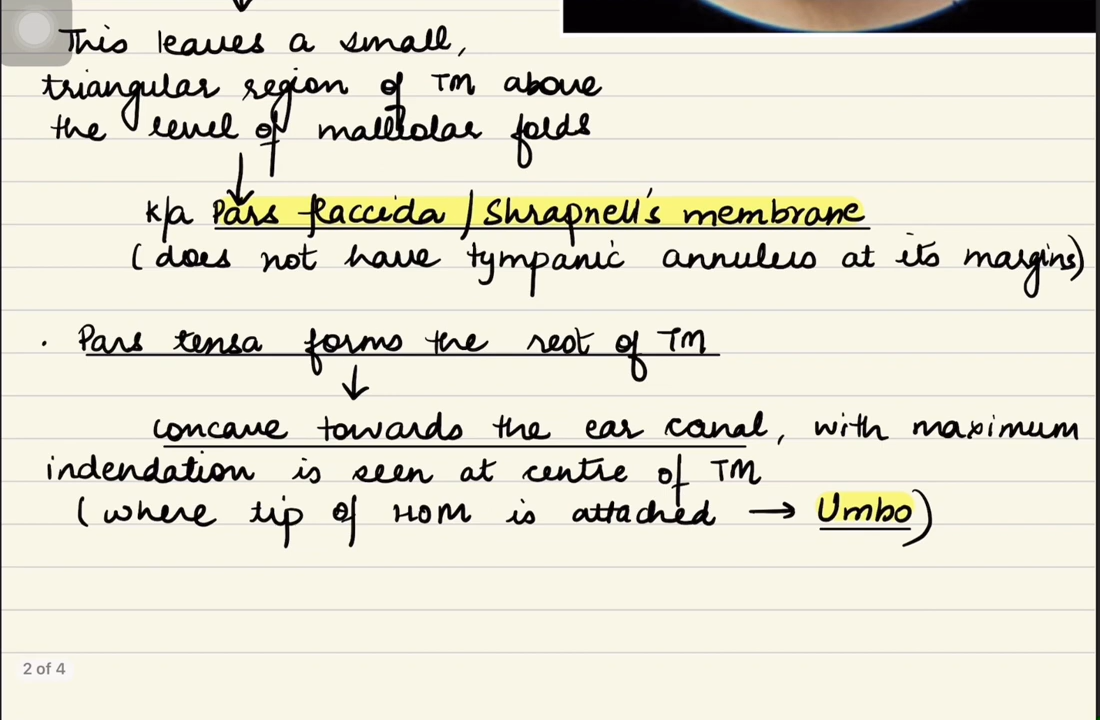 This leaves a small,
triangular region of TM above
the level of malleolar folds
k/a Pars flaccida / Shrapnell's membrane
(does not have tympanic annulus at its margins)
. Pars tensa forms the rest of TM
concave towards the ear canal, with maximum
indendation is seen at centre of TM
(where tip of HOM is attached → Umbo)
2 of 4